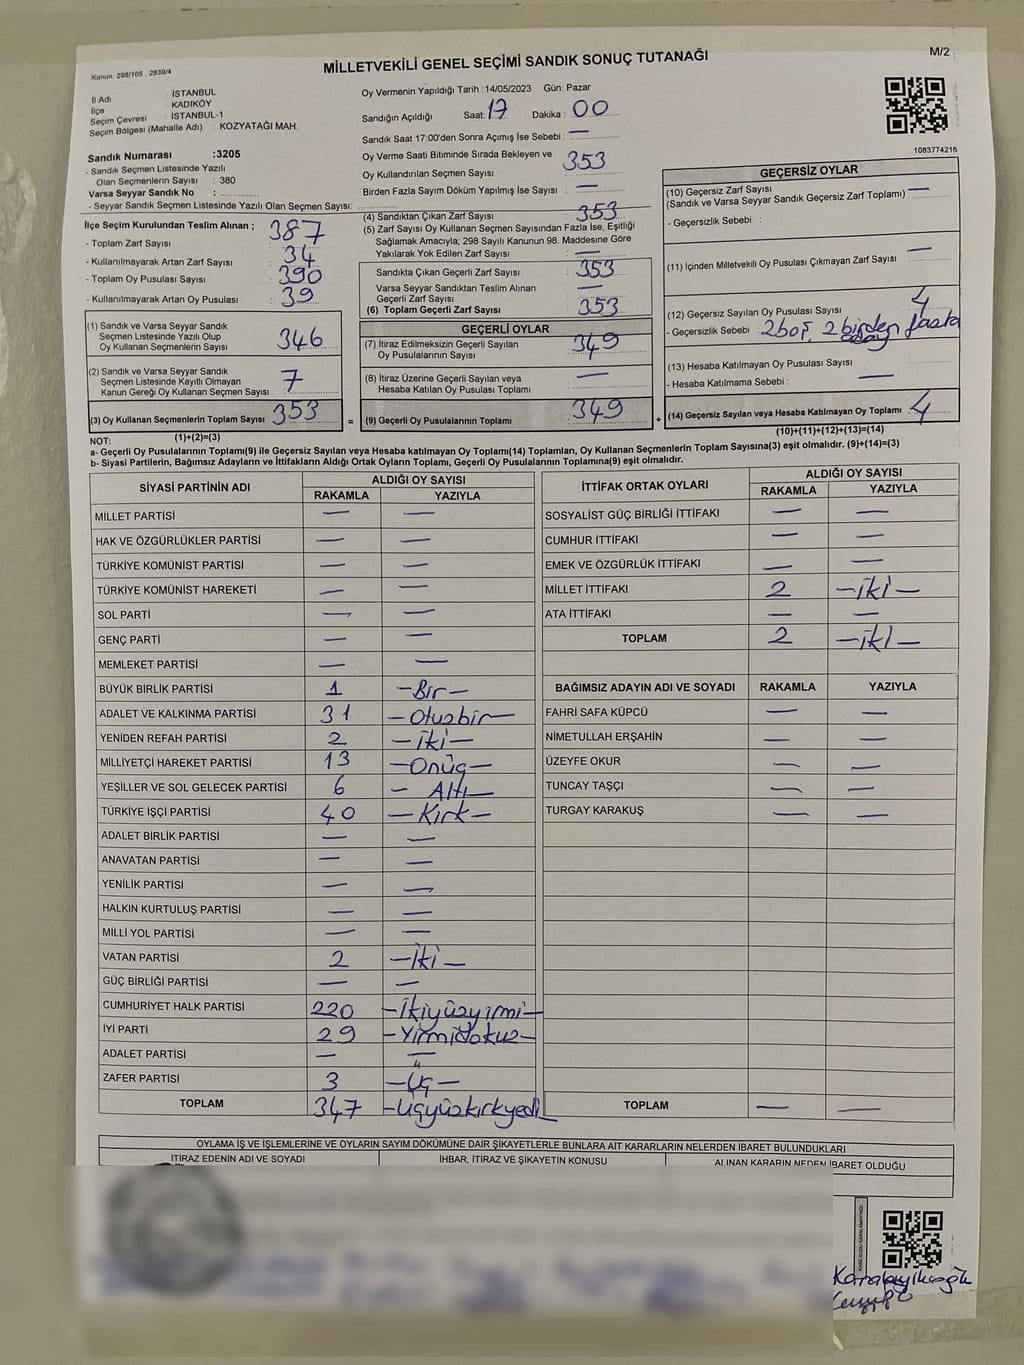 Kanun: 298/105 , 2839/4
MİLLETVEKİLİ GENEL SEÇİMİ SANDIK SONUÇ TUTANAĞI
M/2
İl Adı : İSTANBUL
İlçe : KADIKÖY
Seçim Çevresi : İSTANBUL-1
Seçim Bölgesi (Mahalle Adı) : KOZYATAĞI MAH.
Oy Vermenin Yapıldığı Tarih :14/05/2023 Gün: Pazar
Sandığın Açıldığı Saat: 17 Dakika: 00
Sandık Saat 17:00'den Sonra Açımış İse Sebebi : —
Sandık Numarası :3205
- Sandık Seçmen Listesinde Yazılı
Olan Seçmenlerin Sayısı : 380
Varsa Seyyar Sandık No :
- Seyyar Sandık Seçmen Listesinde Yazılı Olan Seçmen Sayısı:
Oy Verme Saati Bitiminde Sırada Bekleyen ve
Oy Kullandırılan Seçmen Sayısı : 353
Birden Fazla Sayım Döküm Yapılmış İse Sayısı : —
1083774216
İlçe Seçim Kurulundan Teslim Alınan ;
- Toplam Zarf Sayısı : 387
- Kullanılmayarak Artan Zarf Sayısı : 34
- Toplam Oy Pusulası Sayısı : 390
- Kullanılmayarak Artan Oy Pusulası : 39
(4) Sandıktan Çıkan Zarf Sayısı : 353
(5) Zarf Sayısı Oy Kullanan Seçmen Sayısından Fazla İse, Eşitliği
Sağlamak Amacıyla; 298 Sayılı Kanunun 98. Maddesine Göre
Yakılarak Yok Edilen Zarf Sayısı : —
Sandıkta Çıkan Geçerli Zarf Sayısı : 353
Varsa Seyyar Sandıktan Teslim Alınan
Geçerli Zarf Sayısı : —
(6) Toplam Geçerli Zarf Sayısı : 353
GEÇERSİZ OYLAR
(10) Geçersiz Zarf Sayısı
(Sandık ve Varsa Seyyar Sandık Geçersiz Zarf Toplamı) : —
- Geçersizlik Sebebi :
(11) İçinden Milletvekili Oy Pusulası Çıkmayan Zarf Sayısı : —
(12) Geçersiz Sayılan Oy Pusulası Sayısı : 4
- Geçersizlik Sebebi : 2 boş, 2 birden fazla
(13) Hesaba Katılmayan Oy Pusulası Sayısı :
- Hesaba Katılmama Sebebi : —
(14) Geçersiz Sayılan veya Hesaba Katılmayan Oy Toplamı 4
(10)+(11)+(12)+(13)=(14)
(1) Sandık ve Varsa Seyyar Sandık
Seçmen Listesinde Yazılı Olup
Oy Kullanan Seçmenlerin Sayısı 346
(2) Sandık ve Varsa Seyyar Sandık
Seçmen Listesinde Kayıtlı Olmayan
Kanun Gereği Oy Kullanan Seçmen Sayısı 7
(3) Oy Kullanan Seçmenlerin Toplam Sayısı 353
(1)+(2)=(3)
GEÇERLİ OYLAR
(7) İtiraz Edilmeksizin Geçerli Sayılan
Oy Pusulalarının Sayısı 349
(8) İtiraz Üzerine Geçerli Sayılan veya
Hesaba Katılan Oy Pusulası Toplamı —
= (9) Geçerli Oy Pusulalarının Toplamı 349 +
NOT:
a- Geçerli Oy Pusulalarının Toplamı(9) ile Geçersiz Sayılan veya Hesaba katılmayan Oy Toplamı(14) Toplamları, Oy Kullanan Seçmenlerin Toplam Sayısına(3) eşit olmalıdır. (9)+(14)=(3)
b- Siyasi Partilerin, Bağımsız Adayların ve İttifakların Aldığı Ortak Oyların Toplamı, Geçerli Oy Pusulalarının Toplamına(9) eşit olmalıdır.
SİYASİ PARTİNİN ADI ALDIĞI OY SAYISI
RAKAMLA YAZIYLA
MİLLET PARTİSİ — —
HAK VE ÖZGÜRLÜKLER PARTİSİ — —
TÜRKİYE KOMÜNİST PARTİSİ — —
TÜRKİYE KOMÜNİST HAREKETİ — —
SOL PARTİ — —
GENÇ PARTİ — —
MEMLEKET PARTİSİ — —
BÜYÜK BİRLİK PARTİSİ 1 —Bir—
ADALET VE KALKINMA PARTİSİ 31 —Otuzbir—
YENİDEN REFAH PARTİSİ 2 —iki—
MİLLİYETÇİ HAREKET PARTİSİ 13 —Onüç—
YEŞİLLER VE SOL GELECEK PARTİSİ 6 — Altı—
TÜRKİYE İŞÇİ PARTİSİ 40 —Kırk—
ADALET BİRLİK PARTİSİ — —
ANAVATAN PARTİSİ — —
YENİLİK PARTİSİ — —
HALKIN KURTULUŞ PARTİSİ — —
MİLLİ YOL PARTİSİ — —
VATAN PARTİSİ 2 —İki—
GÜÇ BİRLİĞİ PARTİSİ — —
CUMHURİYET HALK PARTİSİ 220 —İkiyüzyirmi—
İYİ PARTİ 29 —Yirmidokuz—
ADALET PARTİSİ — —
ZAFER PARTİSİ 3 —Üç—
TOPLAM 347 —Üçyüzkırkyedi
İTTİFAK ORTAK OYLARI ALDIĞI OY SAYISI
RAKAMLA YAZIYLA
SOSYALİST GÜÇ BİRLİĞİ İTTİFAKI — —
CUMHUR İTTİFAKI — —
EMEK VE ÖZGÜRLÜK İTTİFAKI — —
MİLLET İTTİFAKI 2 —iki—
ATA İTTİFAKI — —
TOPLAM 2 —iki—
BAĞIMSIZ ADAYIN ADI VE SOYADI RAKAMLA YAZIYLA
FAHRİ SAFA KÜPCÜ — —
NİMETULLAH ERŞAHİN — —
ÜZEYFE OKUR — —
TUNCAY TAŞÇI — —
TURGAY KARAKUŞ — —
TOPLAM — —
OYLAMA İŞ VE İŞLEMLERİNE VE OYLARIN SAYIM DÖKÜMÜNE DAİR ŞİKAYETLERLE BUNLARA AİT KARARLARIN NELERDEN İBARET BULUNDUKLARI
İTİRAZ EDENİN ADI VE SOYADI İHBAR, İTİRAZ VE ŞİKAYETİN KONUSU ALINAN KARARIN NEDEN İBARET OLDUĞU